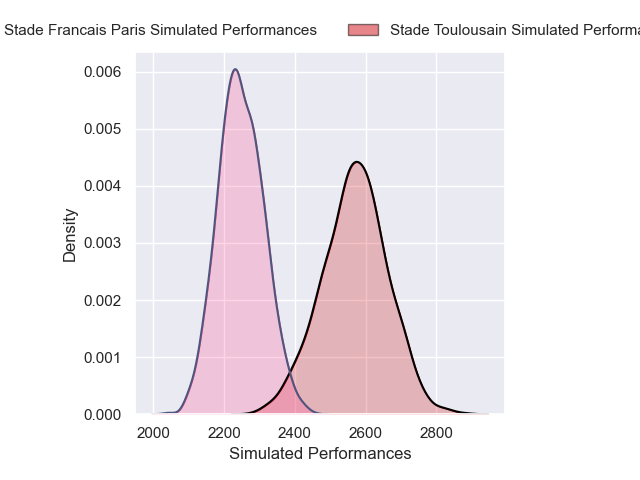 Stade Francais Paris Simulated Performances
Stade Toulousain Simulated Performa
0.006
0.005
0.004
0.003
0.002
0.001
0.000
Density
2000 2200 2400 2600 2800
Simulated Performances